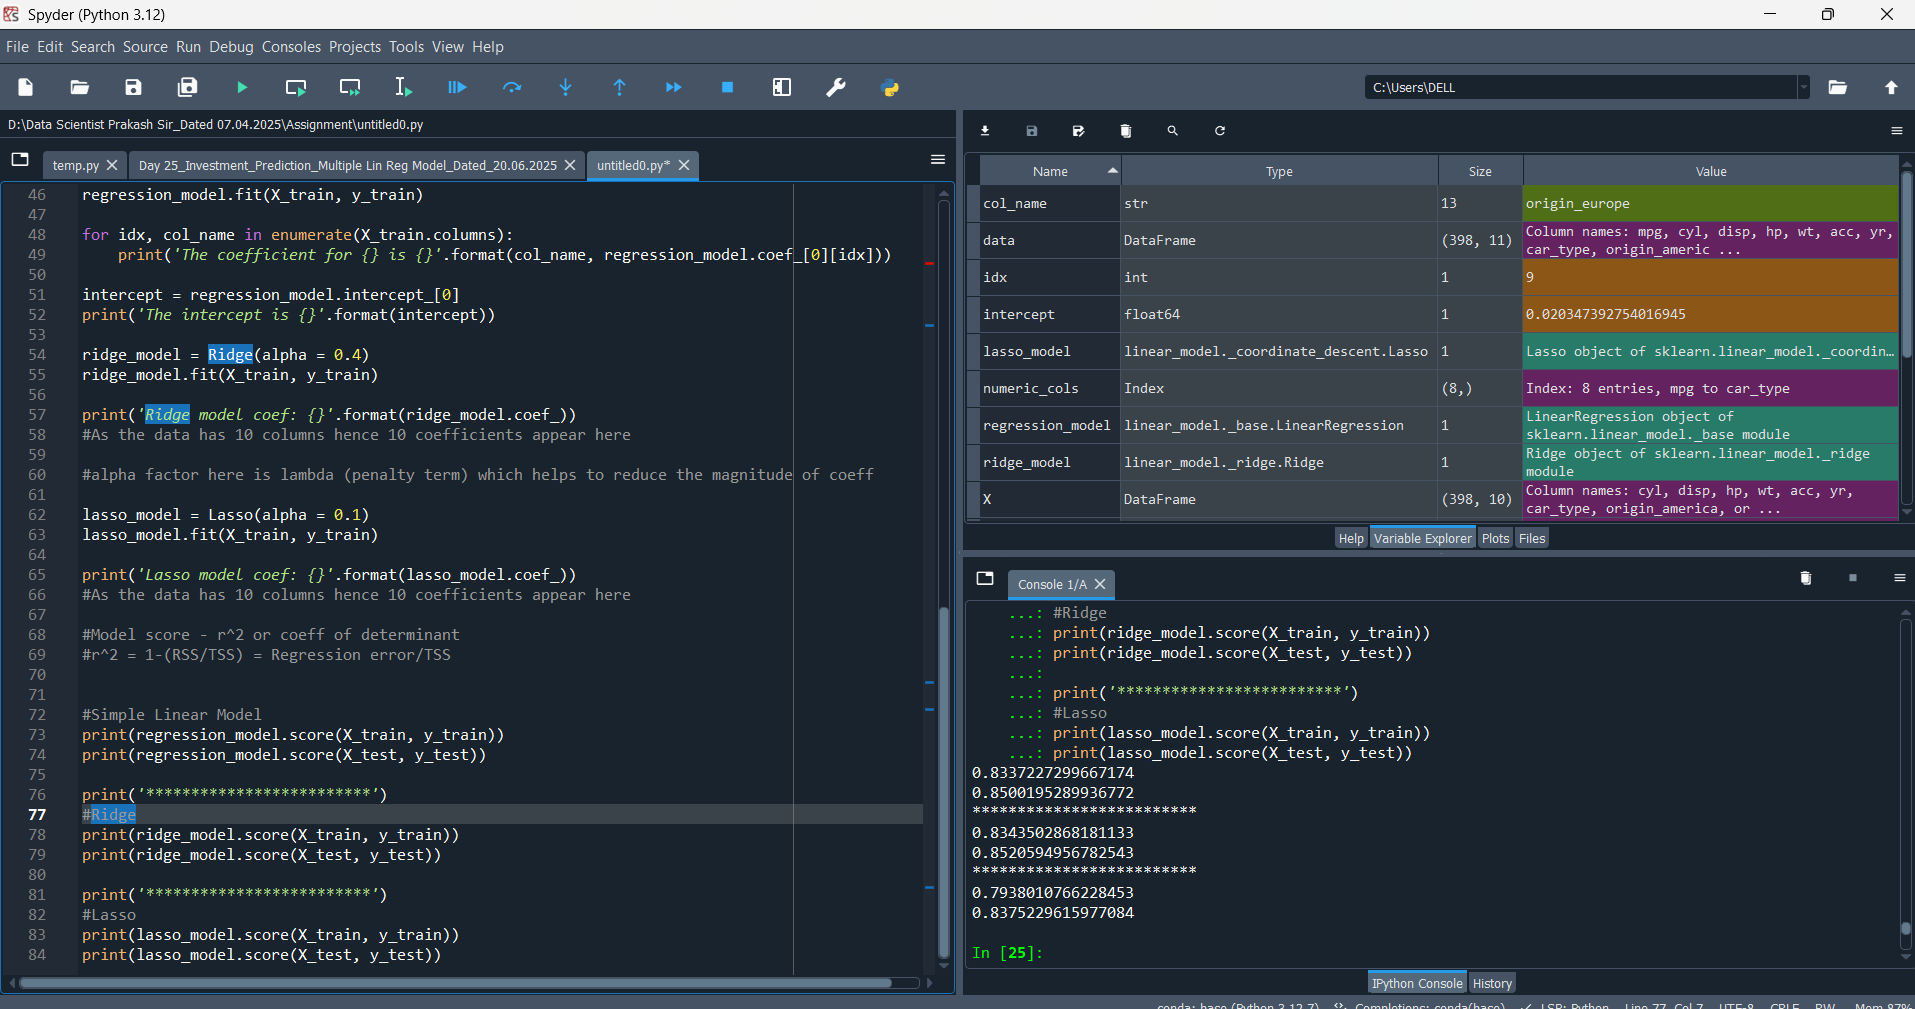 Spyder (Python 3.12)
File Edit Search Source Run Debug Consoles Projects Tools View Help
C:\Users\DELL
D:\Data Scientist Prakash Sir_Dated 07.04.2025\Assignment\untitled0.py
temp.py
Day 25_Investment_Prediction_Multiple Lin Reg Model_Dated_20.06.2025
untitled0.py*
46 regression_model.fit(X_train, y_train)
47
48 for idx, col_name in enumerate(X_train.columns):
49 print('The coefficient for {} is {}'.format(col_name, regression_model.coef_[0][idx]))
50
51 intercept = regression_model.intercept_[0]
52 print('The intercept is {}'.format(intercept))
53
54 ridge_model = Ridge(alpha = 0.4)
55 ridge_model.fit(X_train, y_train)
56
57 print('Ridge model coef: {}'.format(ridge_model.coef_))
58 #As the data has 10 columns hence 10 coefficients appear here
59
60 #alpha factor here is lambda (penalty term) which helps to reduce the magnitude of coeff
61
62 lasso_model = Lasso(alpha = 0.1)
63 lasso_model.fit(X_train, y_train)
64
65 print('Lasso model coef: {}'.format(lasso_model.coef_))
66 #As the data has 10 columns hence 10 coefficients appear here
67
68 #Model score - r^2 or coeff of determinant
69 #r^2 = 1-(RSS/TSS) = Regression error/TSS
70
71
72 #Simple Linear Model
73 print(regression_model.score(X_train, y_train))
74 print(regression_model.score(X_test, y_test))
75
76 print('*************************')
77 #Ridge
78 print(ridge_model.score(X_train, y_train))
79 print(ridge_model.score(X_test, y_test))
80
81 print('*************************')
82 #Lasso
83 print(lasso_model.score(X_train, y_train))
84 print(lasso_model.score(X_test, y_test))
Name Type Size Value
col_name str 13 origin_europe
data DataFrame (398, 11) Column names: mpg, cyl, disp, hp, wt, acc, yr,
car_type, origin_americ ...
idx int 1 9
intercept float64 1 0.020347392754016945
lasso_model linear_model._coordinate_descent.Lasso 1 Lasso object of sklearn.linear_model._coordin…
numeric_cols Index (8,) Index: 8 entries, mpg to car_type
regression_model linear_model._base.LinearRegression 1 LinearRegression object of
sklearn.linear_model._base module
ridge_model linear_model._ridge.Ridge 1 Ridge object of sklearn.linear_model._ridge
module
X DataFrame (398, 10) Column names: cyl, disp, hp, wt, acc, yr,
car_type, origin_america, or ...
Help Variable Explorer Plots Files
Console 1/A
...: #Ridge
...: print(ridge_model.score(X_train, y_train))
...: print(ridge_model.score(X_test, y_test))
...:
...: print('*************************')
...: #Lasso
...: print(lasso_model.score(X_train, y_train))
...: print(lasso_model.score(X_test, y_test))
0.8337227299667174
0.8500195289936772
*************************
0.8343502868181133
0.8520594956782543
*************************
0.7938010766228453
0.8375229615977084
In [25]:
IPython Console History
conda: base (Python 3.12.7) Completions: conda(base) LSP: Python Line 77, Col 7 UTF-8 CRLF RW Mem 87%